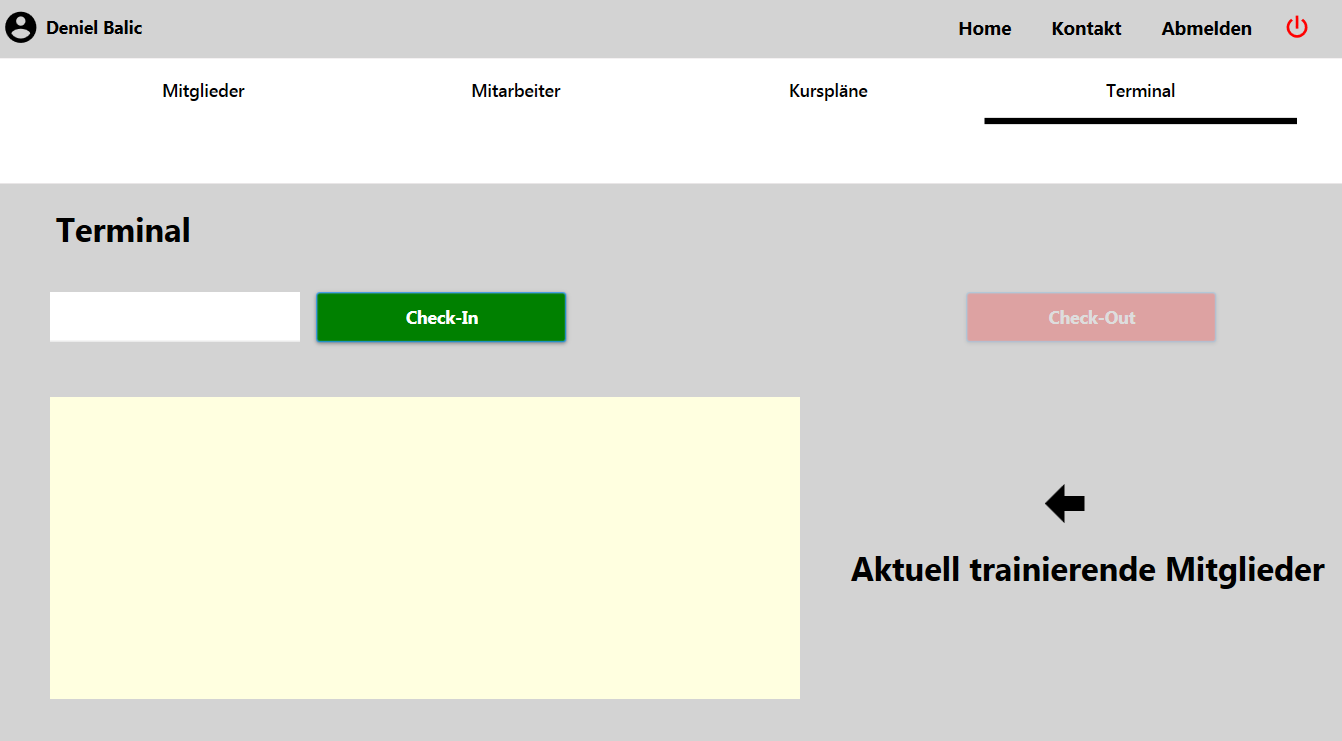 Deniel Balic
Home Kontakt Abmelden
Mitglieder Mitarbeiter Kurspläne Terminal
Terminal
Check-In Check-Out
Aktuell trainierende Mitglieder